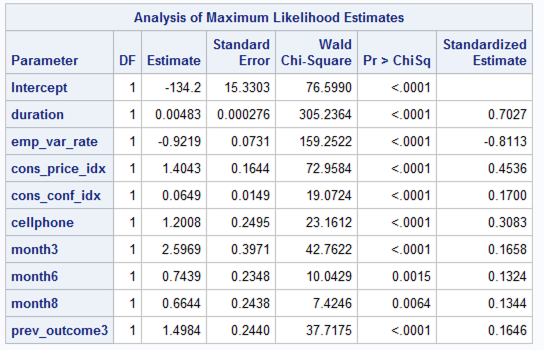 Analysis of Maximum Likelihood Estimates
Parameter DF Estimate Standard Error Wald Chi-Square Pr > ChiSq Standardized Estimate
Intercept 1 -134.2 15.3303 76.5990 <.0001
duration 1 0.00483 0.000276 305.2364 <.0001 0.7027
emp_var_rate 1 -0.9219 0.0731 159.2522 <.0001 -0.8113
cons_price_idx 1 1.4043 0.1644 72.9584 <.0001 0.4536
cons_conf_idx 1 0.0649 0.0149 19.0724 <.0001 0.1700
cellphone 1 1.2008 0.2495 23.1612 <.0001 0.3083
month3 1 2.5969 0.3971 42.7622 <.0001 0.1658
month6 1 0.7439 0.2348 10.0429 0.0015 0.1324
month8 1 0.6644 0.2438 7.4246 0.0064 0.1344
prev_outcome3 1 1.4984 0.2440 37.7175 <.0001 0.1646